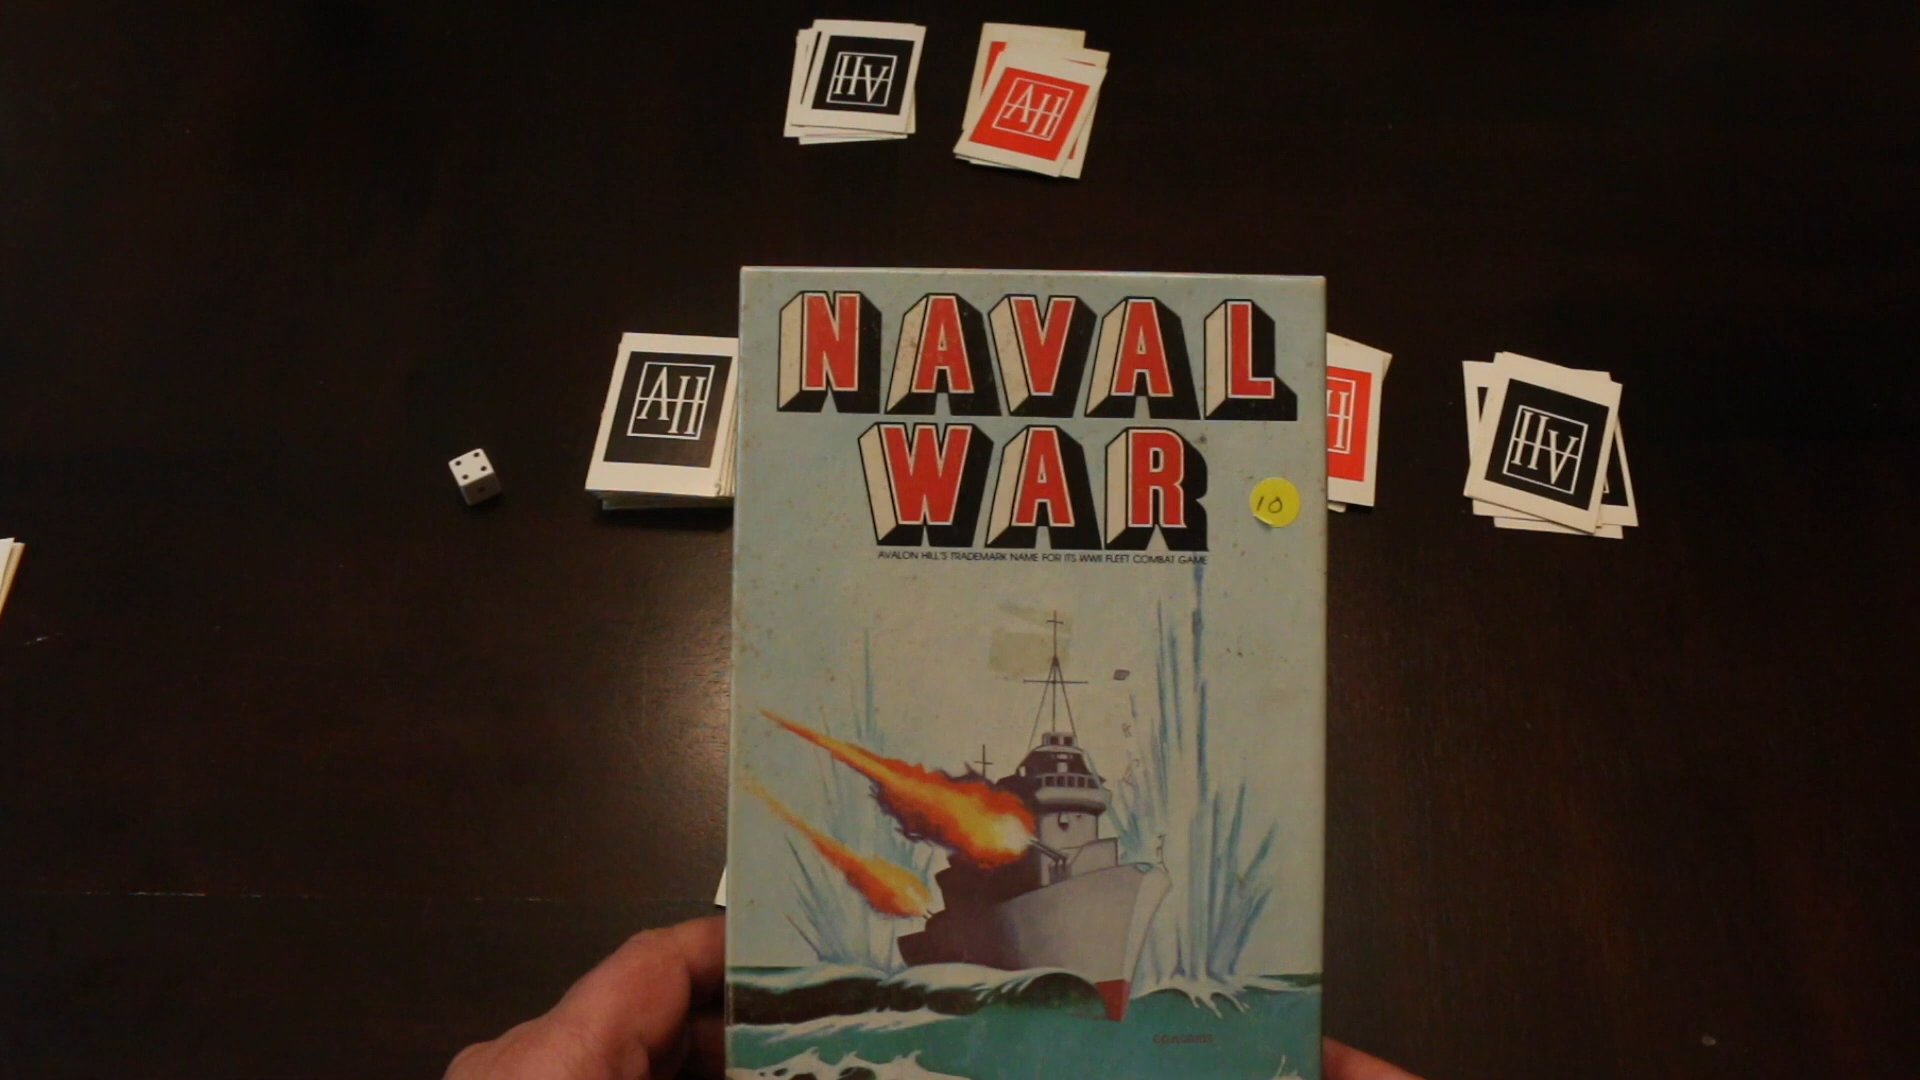 AH
AH
NAVAL
WAR
AVALON HILL'S TRADEMARK NAME FOR ITS WWII FLEET COMBAT GAME
10
AH
H
AH